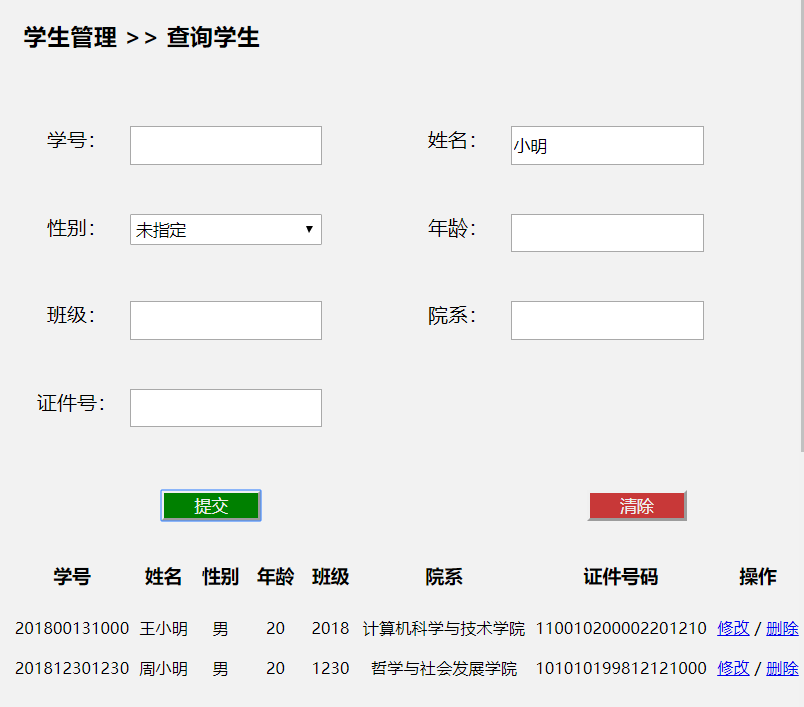 学生管理 >> 查询学生
学号： 姓名： 小明
性别： 未指定 年龄：
班级： 院系：
证件号：
提交 清除
学号 姓名 性别 年龄 班级 院系 证件号码 操作
201800131000 王小明 男 20 2018 计算机科学与技术学院 110010200002201210 修改 / 删除
201812301230 周小明 男 20 1230 哲学与社会发展学院 101010199812121000 修改 / 删除